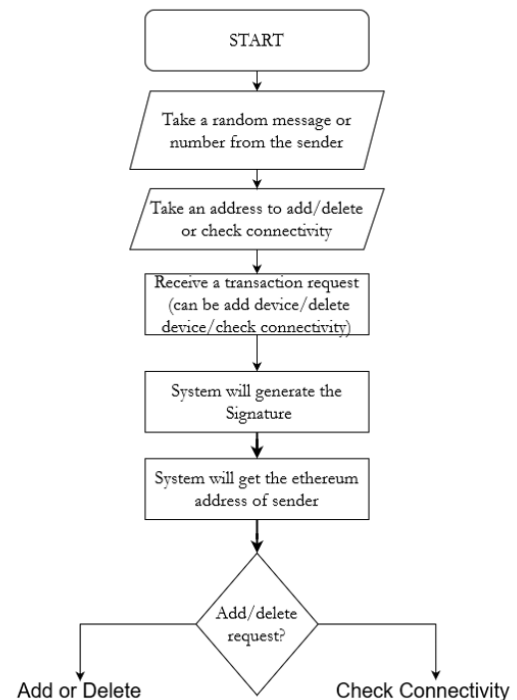 START
Take a random message or
number from the sender
Take an address to add/delete
or check connectivity
Receive a transaction request
(can be add device/delete
device/check connectivity)
System will generate the
Signature
System will get the ethereum
address of sender
Add/delete
request?
Add or Delete
Check Connectivity